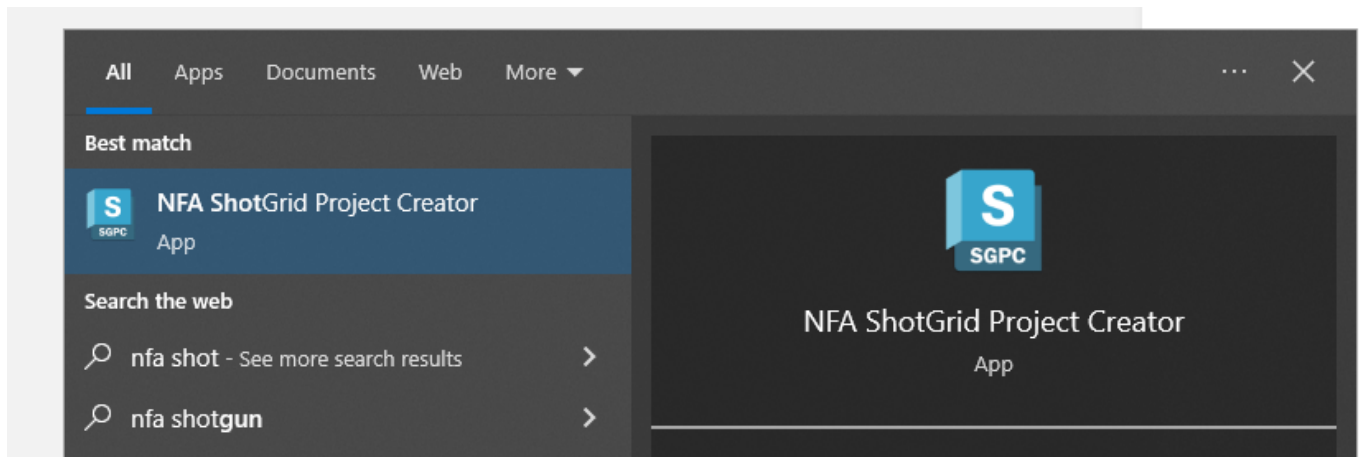 All Apps Documents Web More
Best match
S
SGPC
NFA ShotGrid Project Creator
App
Search the web
nfa shot - See more search results
nfa shotgun
S
SGPC
NFA ShotGrid Project Creator
App